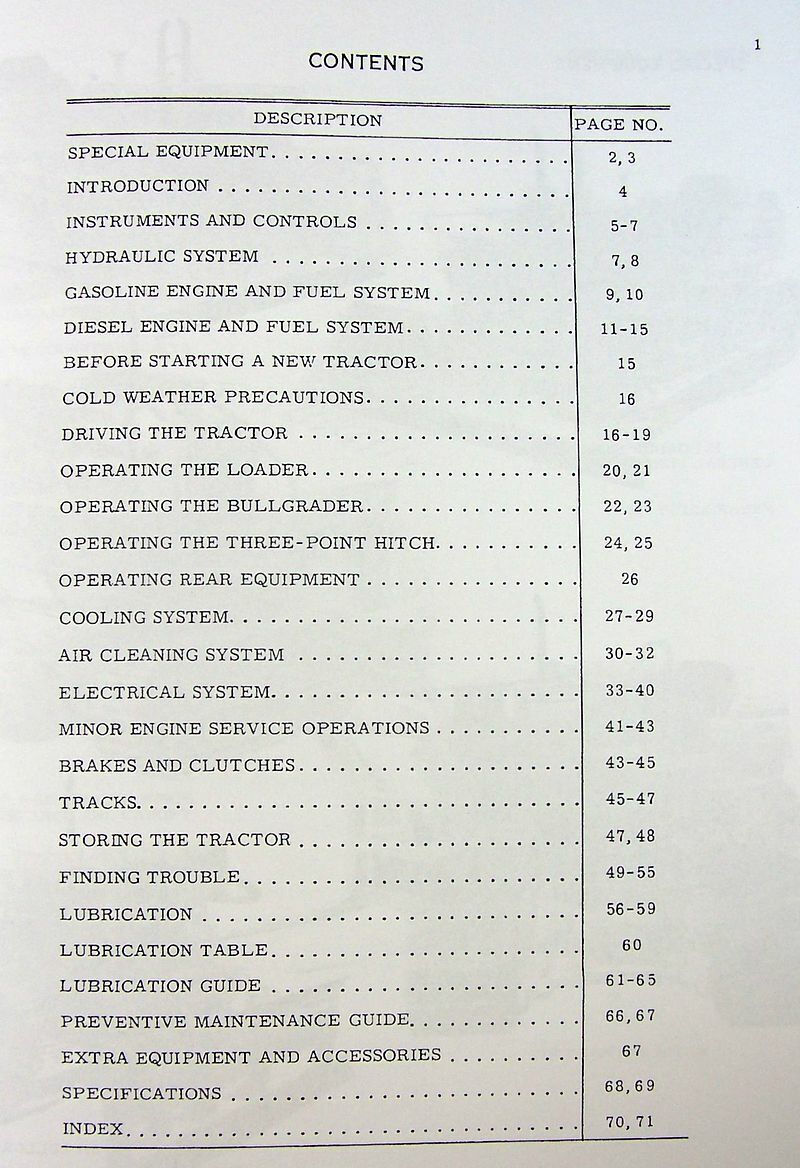 1
CONTENTS
DESCRIPTION PAGE NO.
SPECIAL EQUIPMENT. . . . . . . . . . . . . . . . . . . . . . . 2, 3
INTRODUCTION . . . . . . . . . . . . . . . . . . . . . . . . . . . 4
INSTRUMENTS AND CONTROLS . . . . . . . . . . . . . . . . 5-7
HYDRAULIC SYSTEM . . . . . . . . . . . . . . . . . . . . . . . 7, 8
GASOLINE ENGINE AND FUEL SYSTEM. . . . . . . . . . . 9, 10
DIESEL ENGINE AND FUEL SYSTEM. . . . . . . . . . . . . 11-15
BEFORE STARTING A NEW TRACTOR. . . . . . . . . . . . 15
COLD WEATHER PRECAUTIONS. . . . . . . . . . . . . . . . 16
DRIVING THE TRACTOR . . . . . . . . . . . . . . . . . . . . . 16-19
OPERATING THE LOADER. . . . . . . . . . . . . . . . . . . . 20, 21
OPERATING THE BULLGRADER. . . . . . . . . . . . . . . . 22, 23
OPERATING THE THREE-POINT HITCH. . . . . . . . . . . 24, 25
OPERATING REAR EQUIPMENT . . . . . . . . . . . . . . . . 26
COOLING SYSTEM. . . . . . . . . . . . . . . . . . . . . . . . . . 27-29
AIR CLEANING SYSTEM . . . . . . . . . . . . . . . . . . . . . 30-32
ELECTRICAL SYSTEM. . . . . . . . . . . . . . . . . . . . . . . 33-40
MINOR ENGINE SERVICE OPERATIONS . . . . . . . . . . . 41-43
BRAKES AND CLUTCHES. . . . . . . . . . . . . . . . . . . . . 43-45
TRACKS. . . . . . . . . . . . . . . . . . . . . . . . . . . . . . . . . 45-47
STORING THE TRACTOR . . . . . . . . . . . . . . . . . . . . . 47, 48
FINDING TROUBLE. . . . . . . . . . . . . . . . . . . . . . . . . 49-55
LUBRICATION . . . . . . . . . . . . . . . . . . . . . . . . . . . . 56-59
LUBRICATION TABLE. . . . . . . . . . . . . . . . . . . . . . . 60
LUBRICATION GUIDE . . . . . . . . . . . . . . . . . . . . . . . 61-65
PREVENTIVE MAINTENANCE GUIDE. . . . . . . . . . . . . 66, 67
EXTRA EQUIPMENT AND ACCESSORIES . . . . . . . . . . 67
SPECIFICATIONS . . . . . . . . . . . . . . . . . . . . . . . . . . 68, 69
INDEX. . . . . . . . . . . . . . . . . . . . . . . . . . . . . . . . . . 70, 71